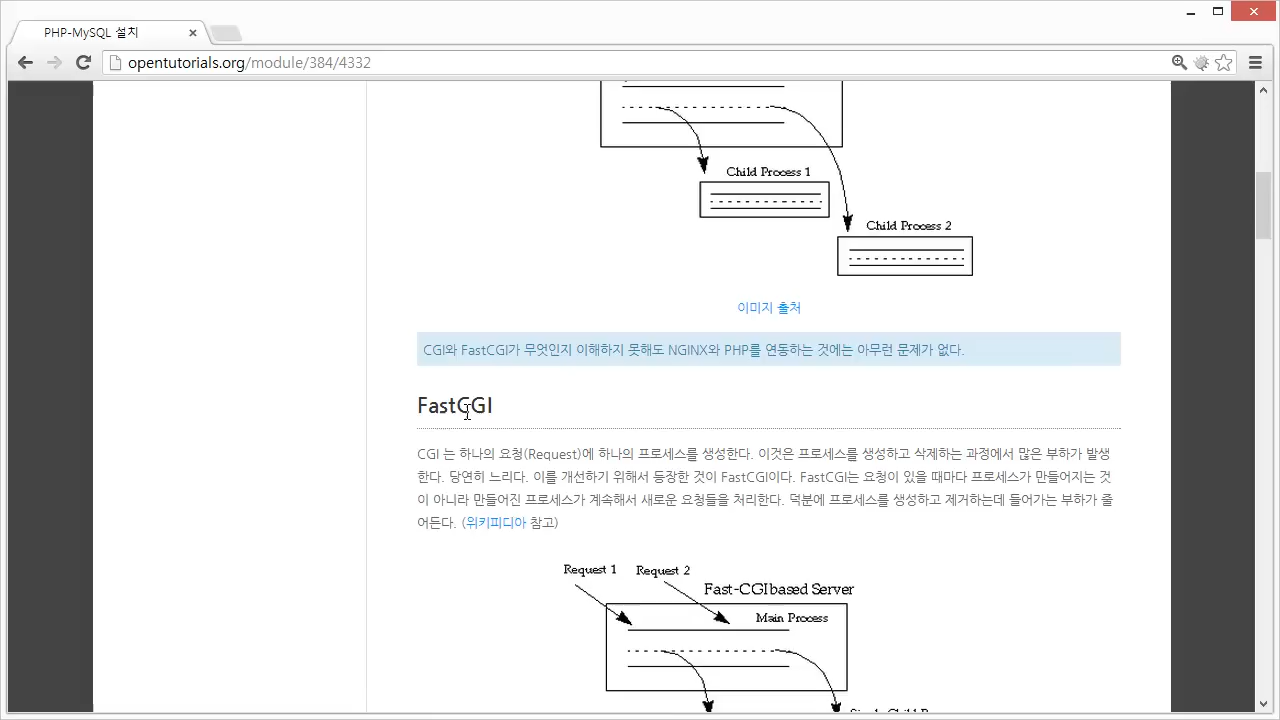 PHP-MySQL 설치
opentutorials.org/module/384/4332
Child Process 1
Child Process 2
이미지 출처
CGI와 FastCGI가 무엇인지 이해하지 못해도 NGINX와 PHP를 연동하는 것에는 아무런 문제가 없다.
FastCGI
CGI 는 하나의 요청(Request)에 하나의 프로세스를 생성한다. 이것은 프로세스를 생성하고 삭제하는 과정에서 많은 부하가 발생
한다. 당연히 느리다. 이를 개선하기 위해서 등장한 것이 FastCGI이다. FastCGI는 요청이 있을 때마다 프로세스가 만들어지는 것
이 아니라 만들어진 프로세스가 계속해서 새로운 요청들을 처리한다. 덕분에 프로세스를 생성하고 제거하는데 들어가는 부하가 줄
어든다. (위키피디아 참고)
Request 1 Request 2
Fast-CGI based Server
Main Process